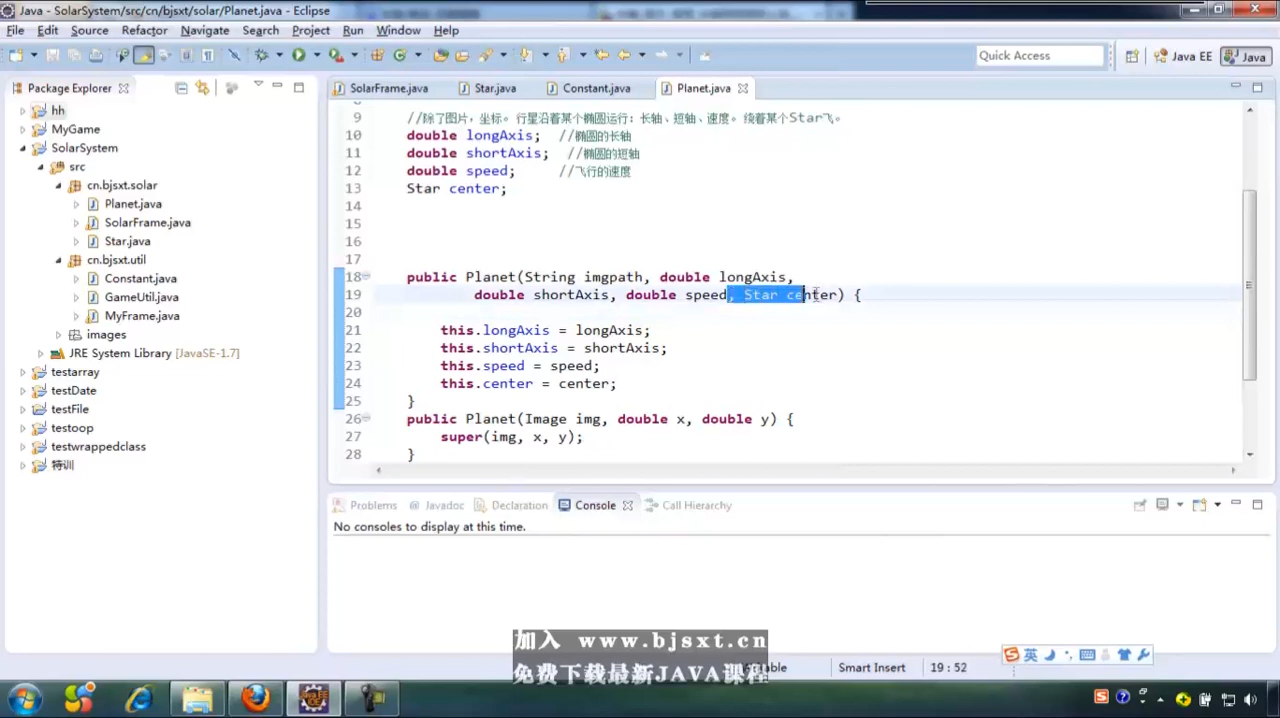 Java - SolarSystem/src/cn/bjsxt/solar/Planet.java - Eclipse
File Edit Source Refactor Navigate Search Project Run Window Help
Quick Access
Java EE
Java
Package Explorer
hh
MyGame
SolarSystem
src
cn.bjsxt.solar
Planet.java
SolarFrame.java
Star.java
cn.bjsxt.util
Constant.java
GameUtil.java
MyFrame.java
images
JRE System Library [JavaSE-1.7]
testarray
testDate
testFile
testoop
testwrappedclass
特训
SolarFrame.java Star.java Constant.java Planet.java
9 //除了图片，坐标。 行星沿着某个椭圆运行：长轴、短轴、速度。 绕着某个Star飞。
10 double longAxis; //椭圆的长轴
11 double shortAxis; //椭圆的短轴
12 double speed; //飞行的速度
13 Star center;
14
15
16
17
18 public Planet(String imgpath, double longAxis,
19 double shortAxis, double speed, Star center) {
20
21 this.longAxis = longAxis;
22 this.shortAxis = shortAxis;
23 this.speed = speed;
24 this.center = center;
25 }
26 public Planet(Image img, double x, double y) {
27 super(img, x, y);
28 }
Problems @ Javadoc Declaration Console Call Hierarchy
No consoles to display at this time.
加入 www.bjsxt.cn
免费下载最新JAVA课程
Smart Insert
19 : 52
英